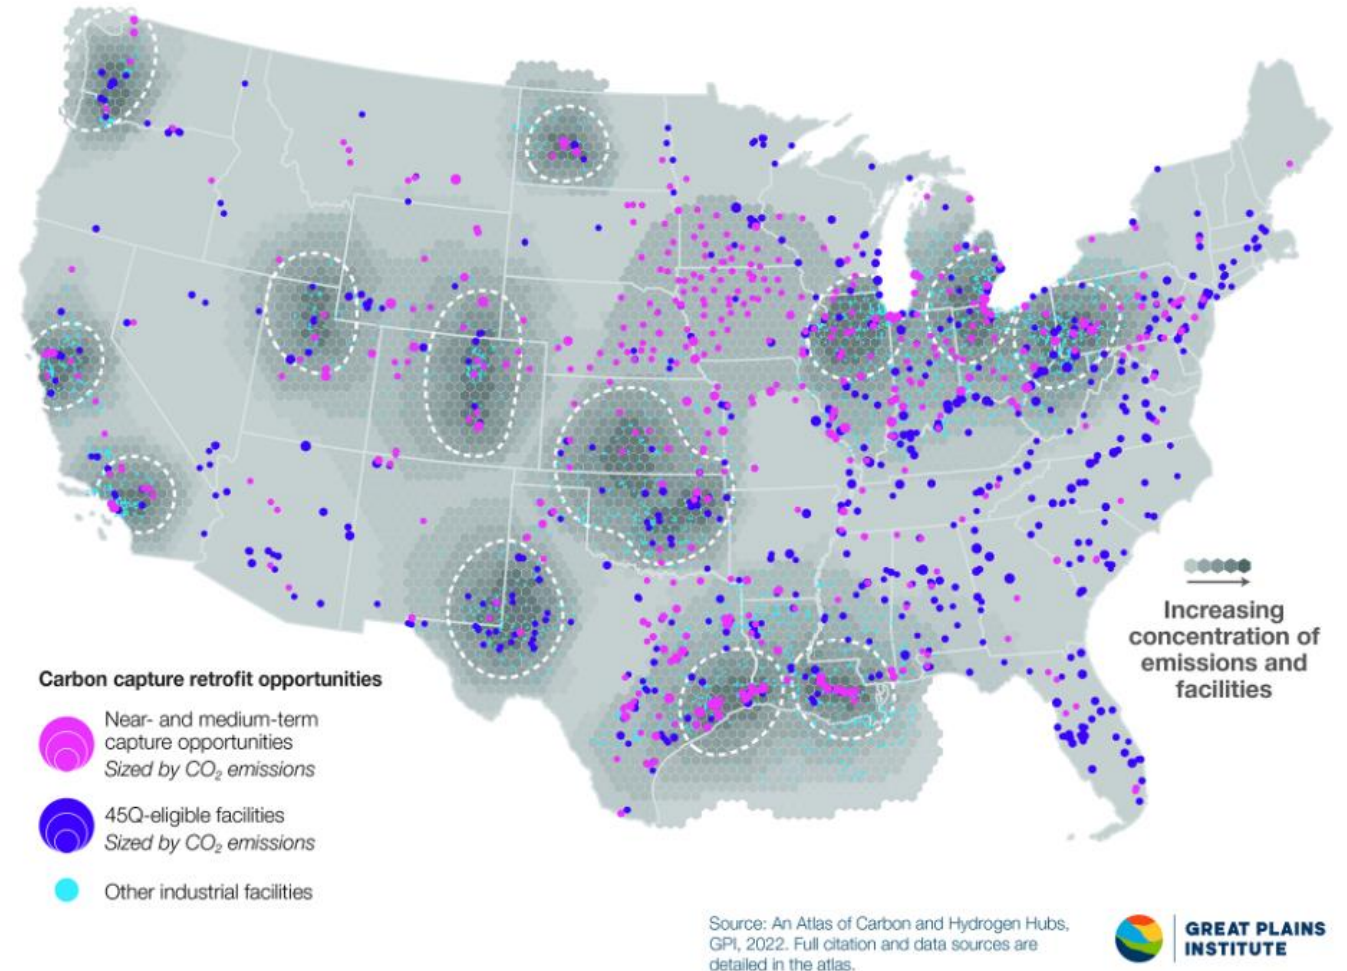 Increasing
concentration of
emissions and
facilities
Carbon capture retrofit opportunities
Near- and medium-term
capture opportunities
Sized by CO₂ emissions
45Q-eligible facilities
Sized by CO₂ emissions
Other industrial facilities
Source: An Atlas of Carbon and Hydrogen Hubs,
GPI, 2022. Full citation and data sources are
detailed in the atlas.
GREAT PLAINS
INSTITUTE